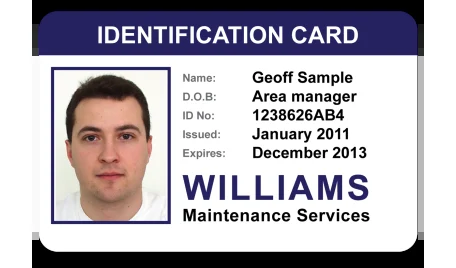 IDENTIFICATION CARD
Name: Geoff Sample
D.O.B: Area manager
ID No: 1238626AB4
Issued: January 2011
Expires: December 2013
WILLIAMS
Maintenance Services